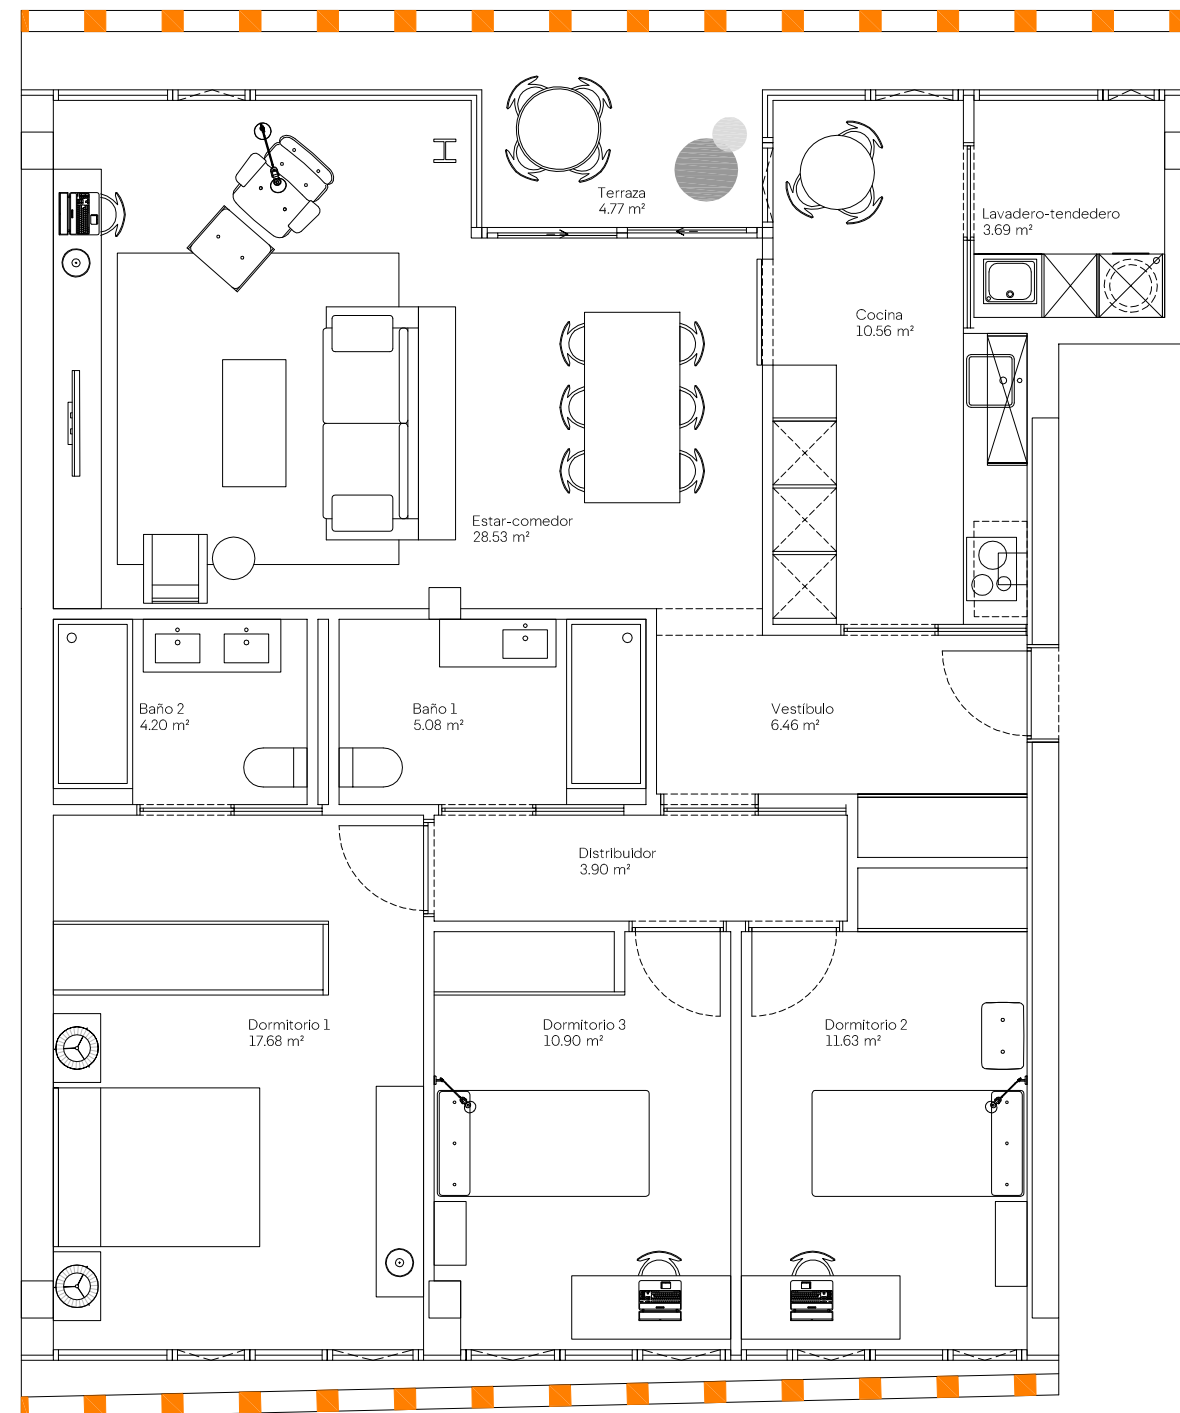 Terraza
4.77 m²
Lavadero-tendedero
3.69 m²
Cocina
10.56 m²
Estar-comedor
28.53 m²
Baño 2
4.20 m²
Baño 1
5.08 m²
Vestíbulo
6.46 m²
Distribuidor
3.90 m²
Dormitorio 1
17.68 m²
Dormitorio 3
10.90 m²
Dormitorio 2
11.63 m²